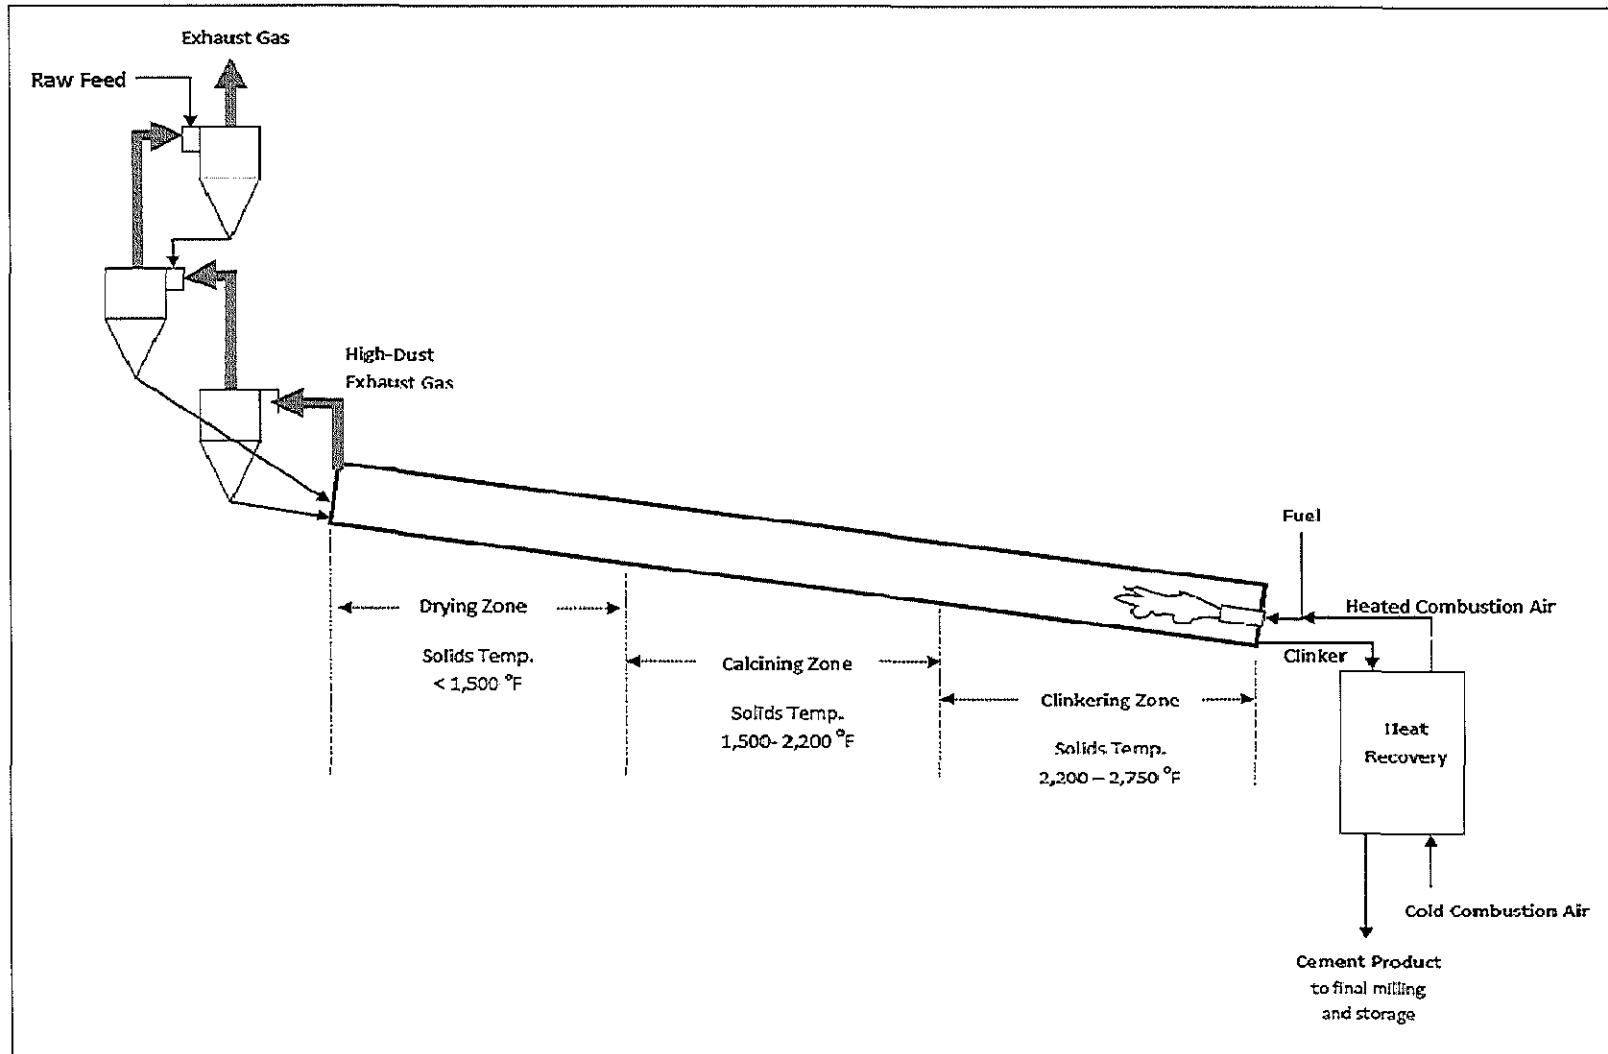 Exhaust Gas
Raw Feed
High-Dust
Exhaust Gas
Fuel
Heated Combustion Air
Clinker
Drying Zone
Solids Temp.
< 1,500 °F
Calcining Zone
Solids Temp.
1,500- 2,200 °F
Clinkering Zone
Solids Temp.
2,200 – 2,750 °F
Heat
Recovery
Cold Combustion Air
Cement Product
to final milling
and storage